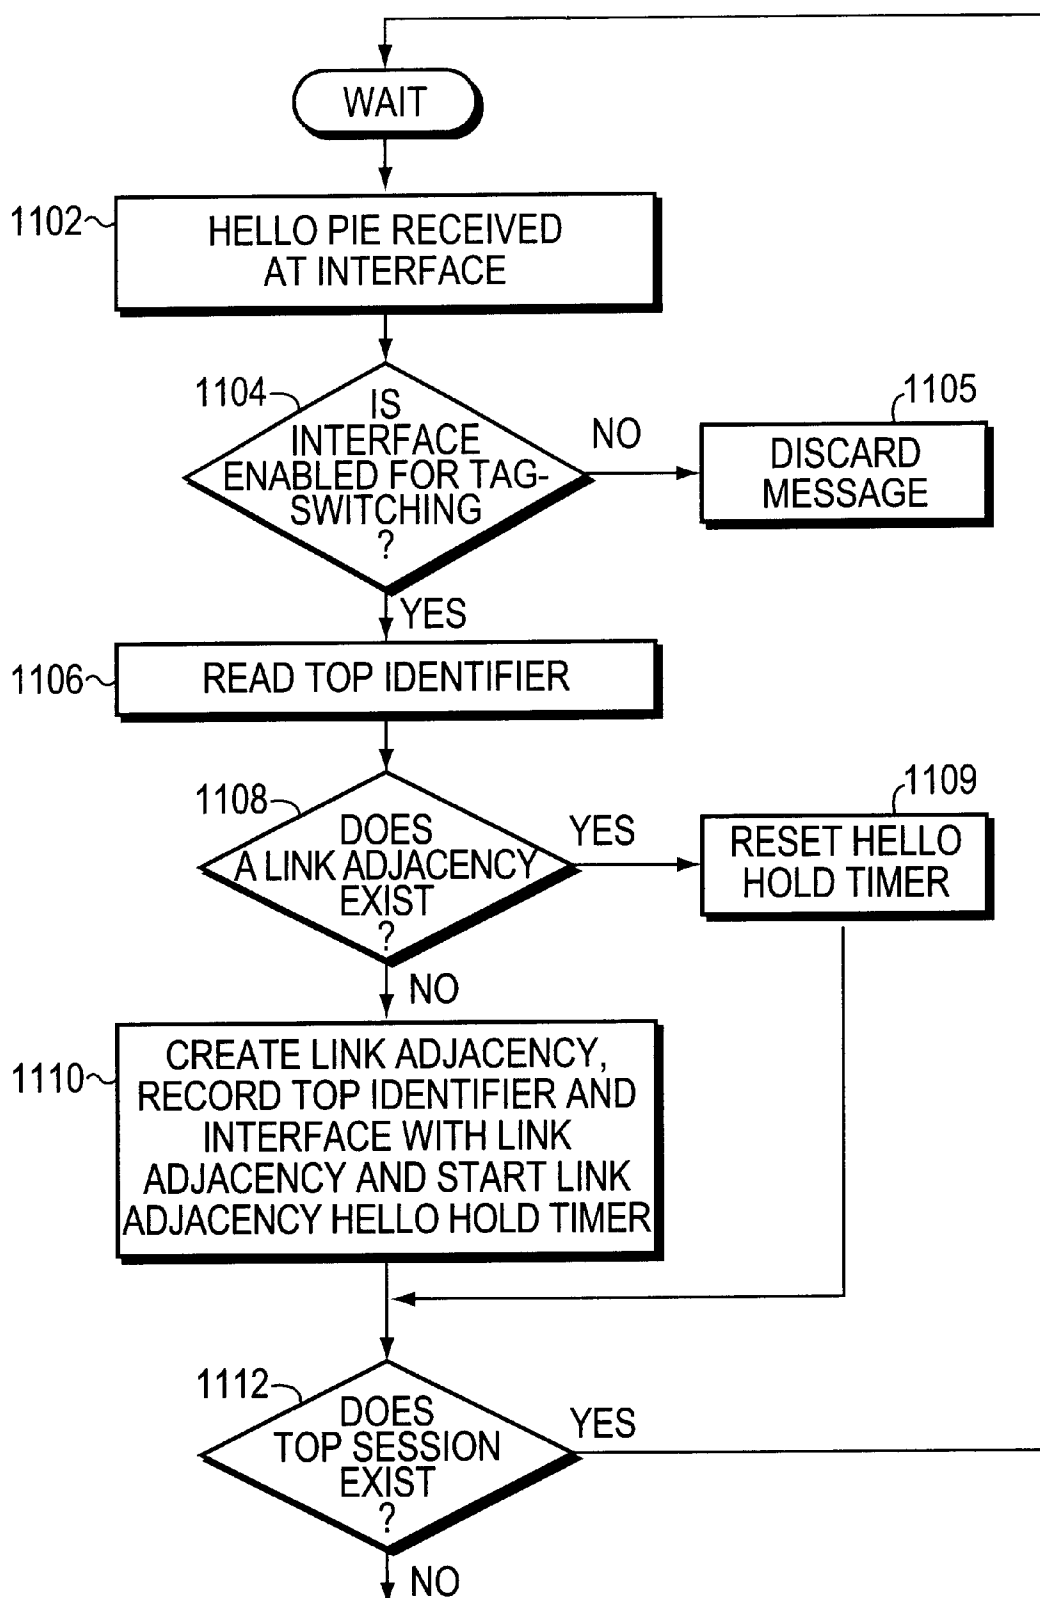 WAIT
1102
HELLO PIE RECEIVED
AT INTERFACE
1104
IS
INTERFACE
ENABLED FOR TAG-
SWITCHING
?
NO
1105
DISCARD
MESSAGE
YES
1106
READ TOP IDENTIFIER
1108
DOES
A LINK ADJACENCY
EXIST
?
YES
1109
RESET HELLO
HOLD TIMER
NO
1110
CREATE LINK ADJACENCY,
RECORD TOP IDENTIFIER AND
INTERFACE WITH LINK
ADJACENCY AND START LINK
ADJACENCY HELLO HOLD TIMER
1112
DOES
TOP SESSION
EXIST
?
YES
NO